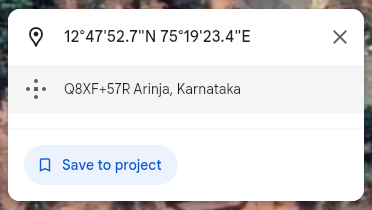 12°47'52.7"N 75°19'23.4"E
Q8XF+57R Arinja, Karnataka
Save to project